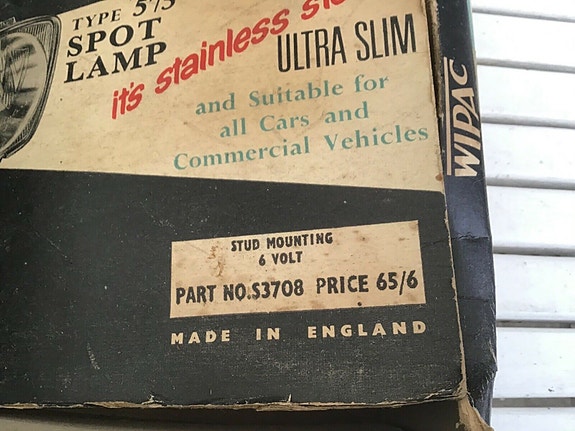 TYPE 575
SPOT
LAMP
it's stainless
ULTRA SLIM
and Suitable for
all Cars and
Commercial Vehicles
WIPAC
STUD MOUNTING
6 VOLT
PART NO.S3708 PRICE 65/6
MADE IN ENGLAND